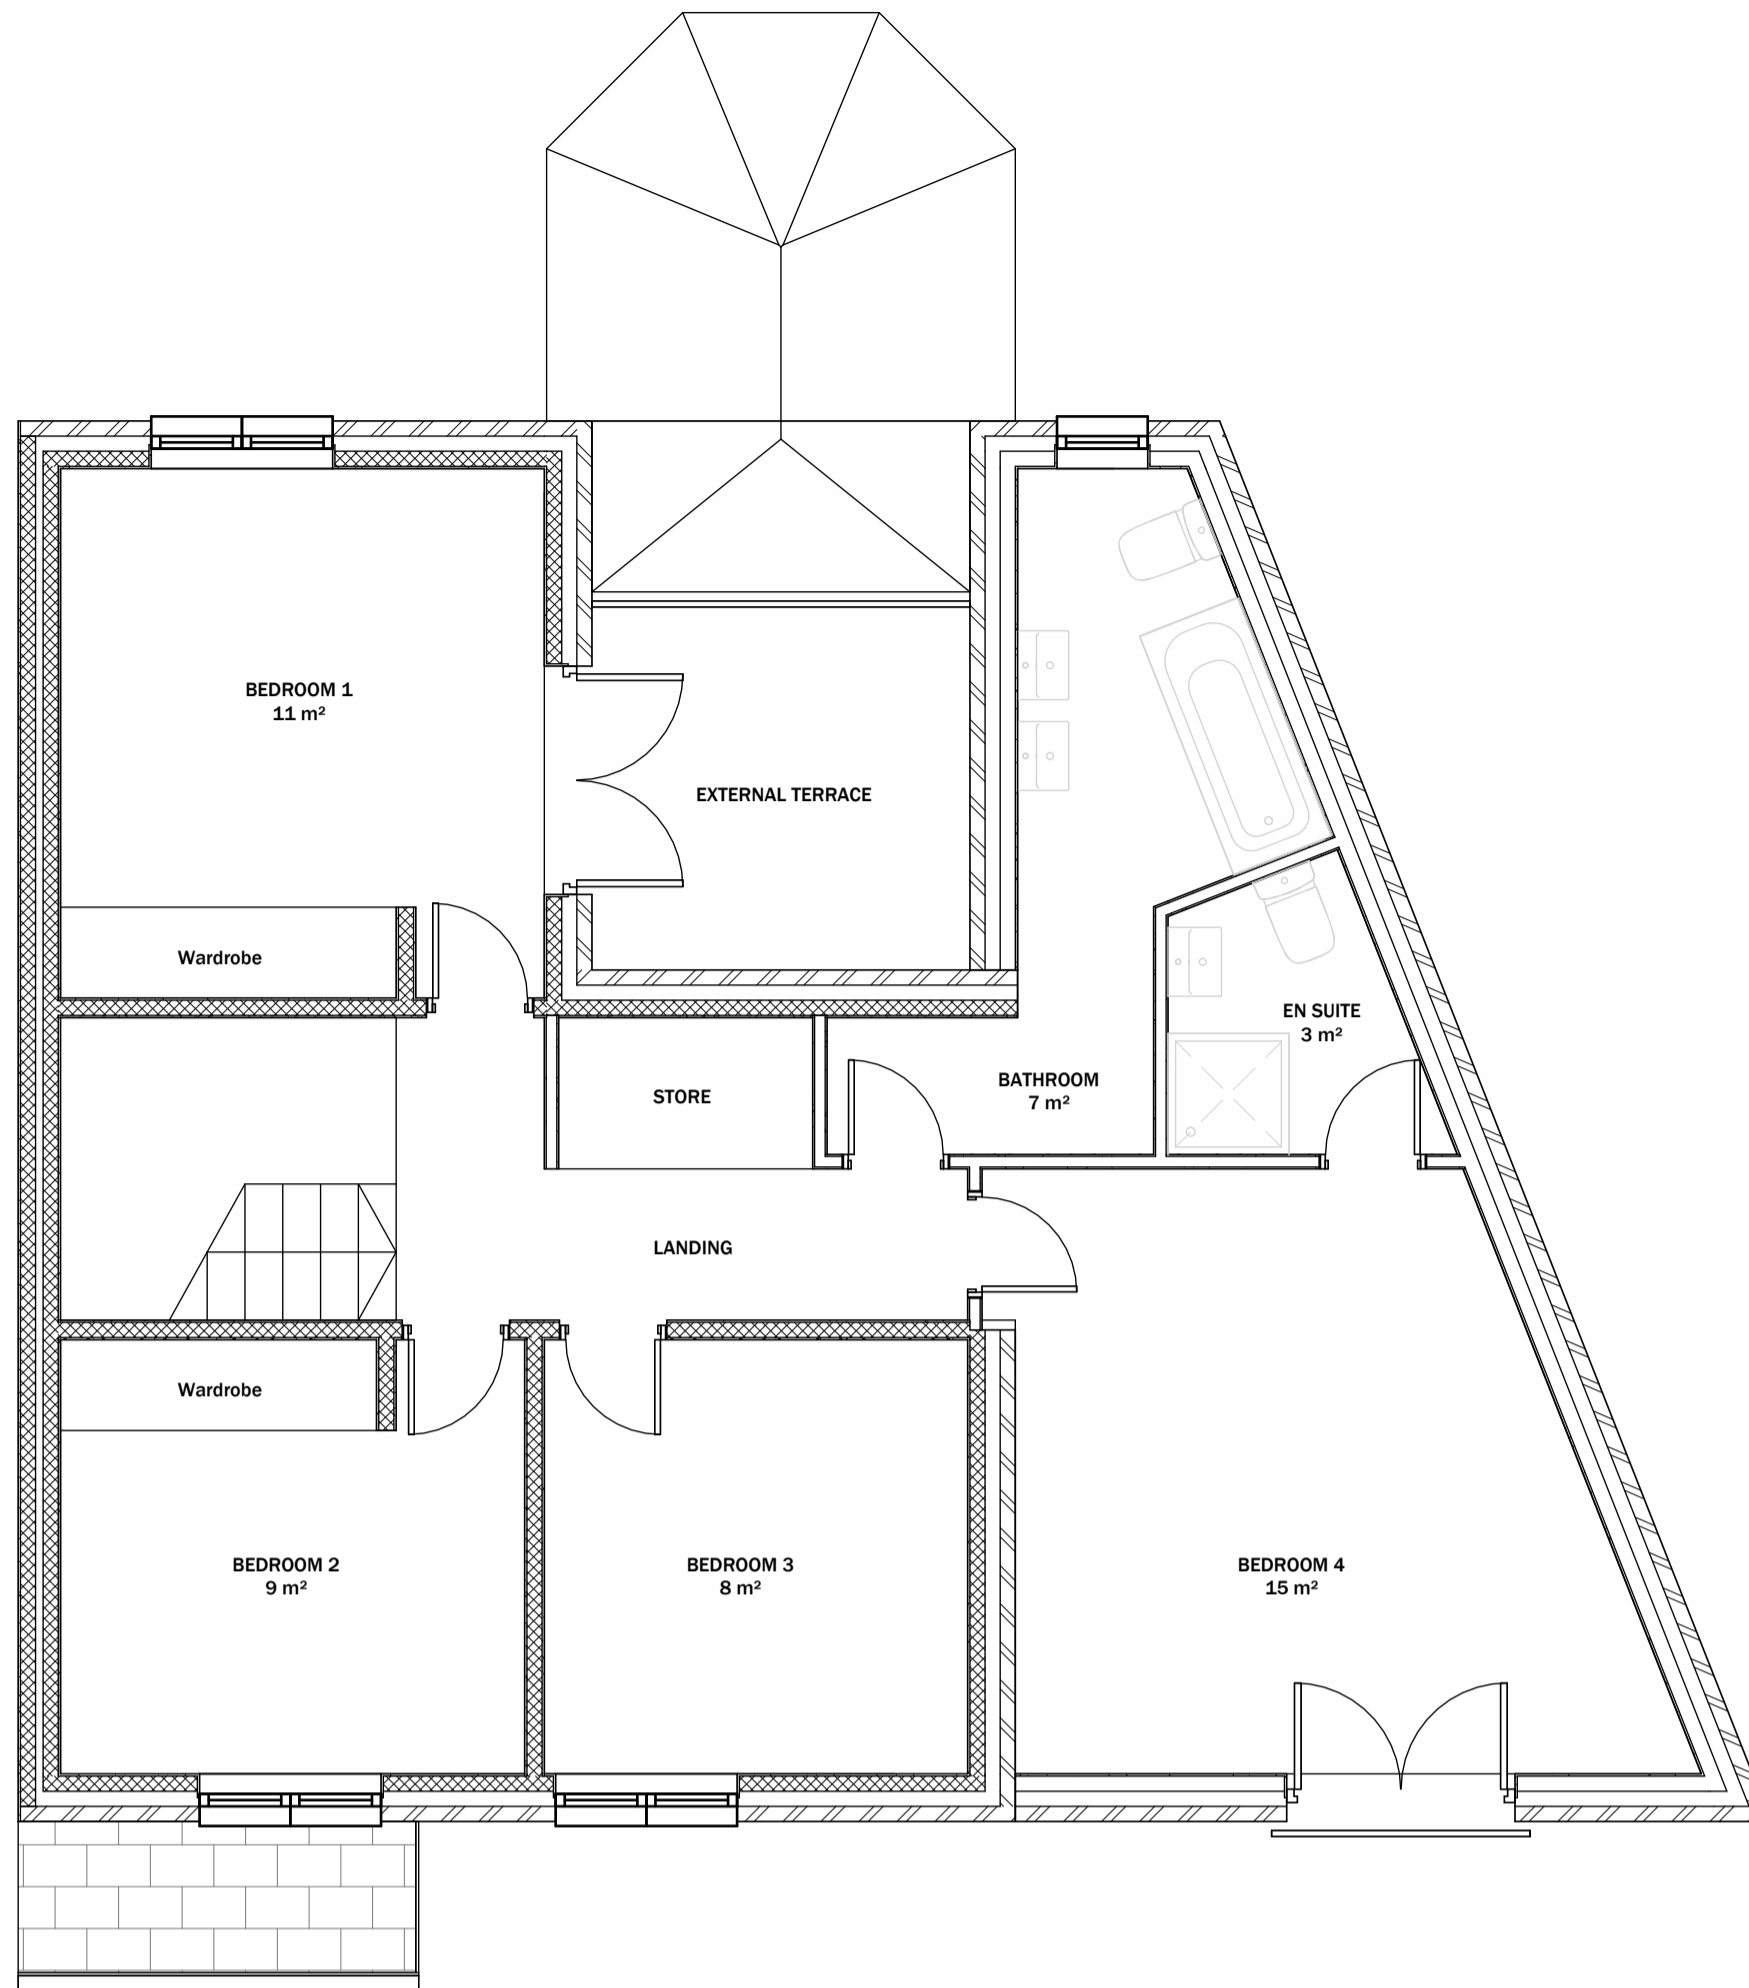 BEDROOM 1
11 m²
EXTERNAL TERRACE
Wardrobe
EN SUITE
3 m²
STORE
BATHROOM
7 m²
LANDING
Wardrobe
BEDROOM 2
9 m²
BEDROOM 3
8 m²
BEDROOM 4
15 m²